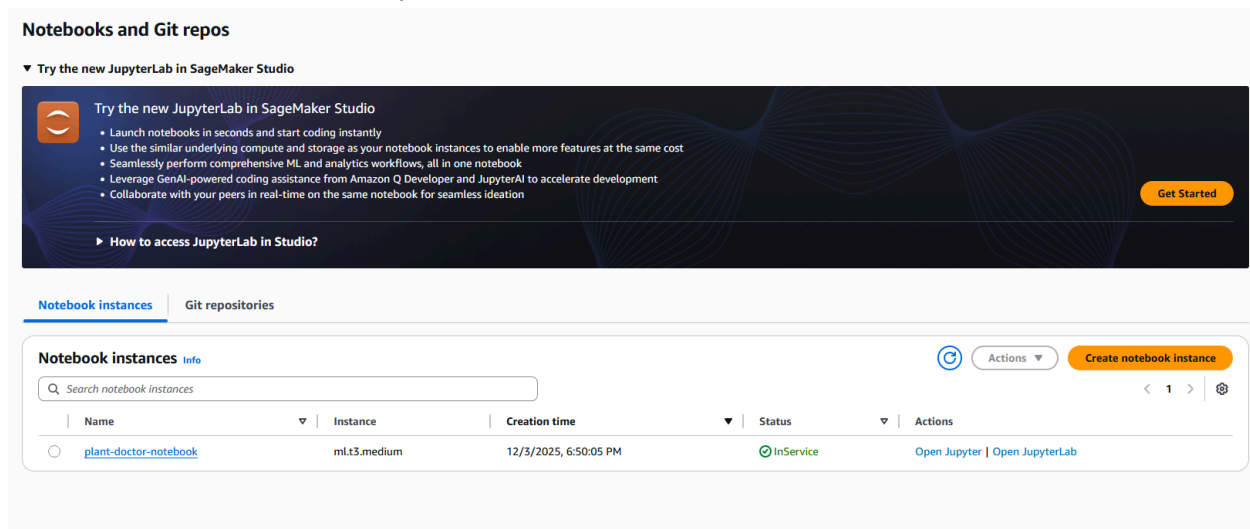 Notebooks and Git repos
▼ Try the new JupyterLab in SageMaker Studio
Try the new JupyterLab in SageMaker Studio
• Launch notebooks in seconds and start coding instantly
• Use the similar underlying compute and storage as your notebook instances to enable more features at the same cost
• Seamlessly perform comprehensive ML and analytics workflows, all in one notebook
• Leverage GenAI-powered coding assistance from Amazon Q Developer and JupyterAI to accelerate development
• Collaborate with your peers in real-time on the same notebook for seamless ideation
Get Started
▶ How to access JupyterLab in Studio?
Notebook instances Git repositories
Notebook instances Info Actions ▼ Create notebook instance
Search notebook instances < 1 >
Name Instance Creation time Status Actions
plant-doctor-notebook ml.t3.medium 12/3/2025, 6:50:05 PM InService Open Jupyter | Open JupyterLab